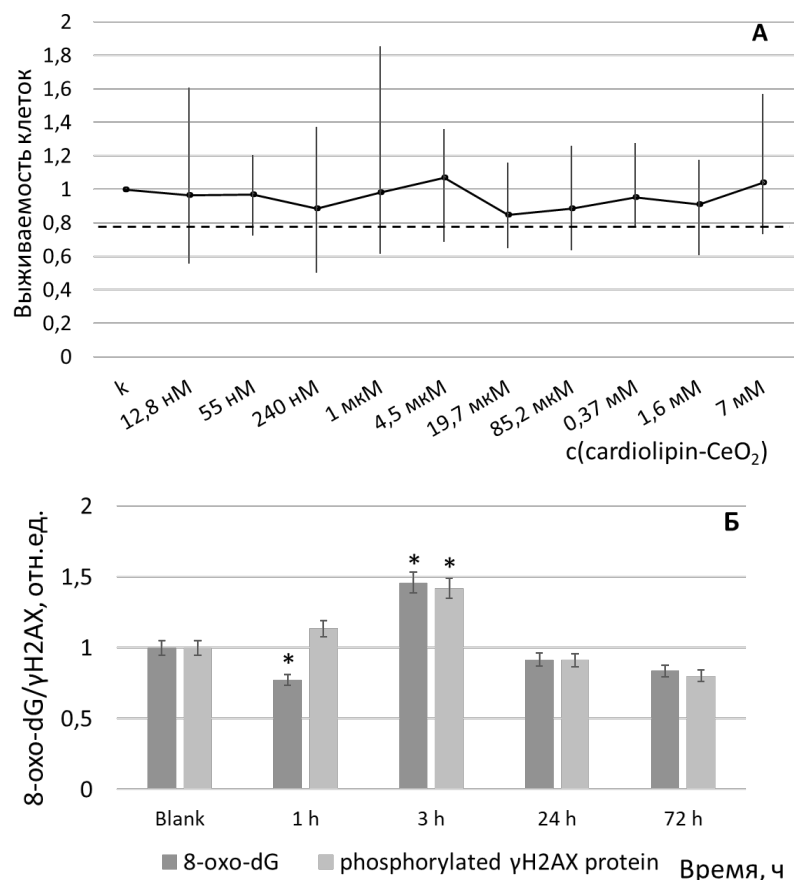 А
Выживаемость клеток
2
1,8
1,6
1,4
1,2
1
0,8
0,6
0,4
0,2
0
k
12,8 нМ
55 нМ
240 нМ
1 мкМ
4,5 мкМ
19,7 мкМ
85,2 мкМ
0,37 мМ
1,6 мМ
7 мМ
c(cardiolipin-CeO₂)
Б
8-oxo-dG/γH2AX, отн.ед.
2
1,5
1
0,5
0
*
* *
Blank 1 h 3 h 24 h 72 h
8-oxo-dG phosphorylated γH2AX protein Время, ч